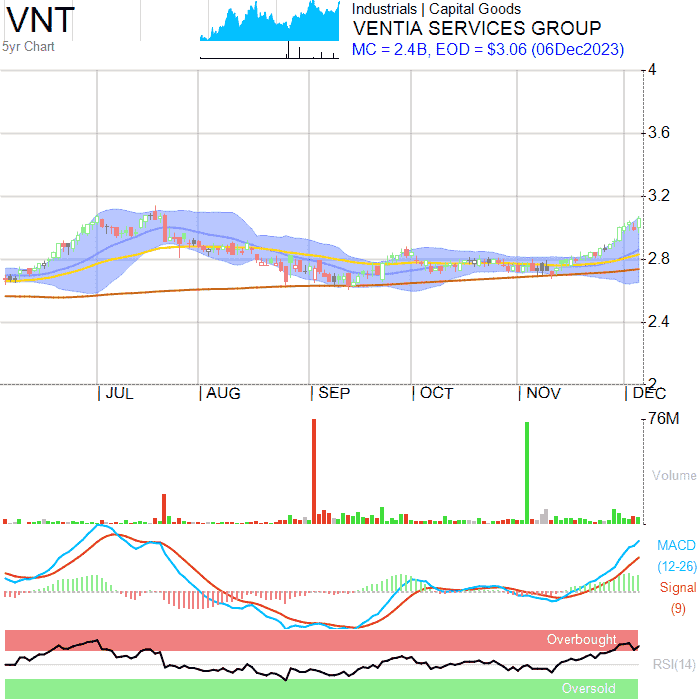 VNT
5yr Chart
Industrials | Capital Goods
VENTIA SERVICES GROUP
MC = 2.4B, EOD = $3.06 (06Dec2023)
4
3.6
3.2
2.8
2.4
2
JUL AUG SEP OCT NOV DEC
76M
Volume
MACD
(12-26)
Signal
(9)
Overbought
RSI(14)
Oversold